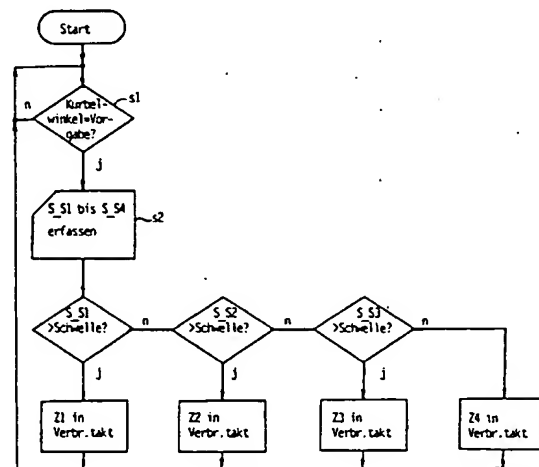 Start
n
Kurbel-
winkel=Vor-
gabe?
s1
j
S_S1 bis S_S4
erfassen
s2
S_S1
>Schwelle?
n
S_S2
>Schwelle?
n
S_S3
>Schwelle?
n
j
j
j
Z1 in
Verbr.takt
Z2 in
Verbr.takt
Z3 in
Verbr.takt
Z4 in
Verbr.takt